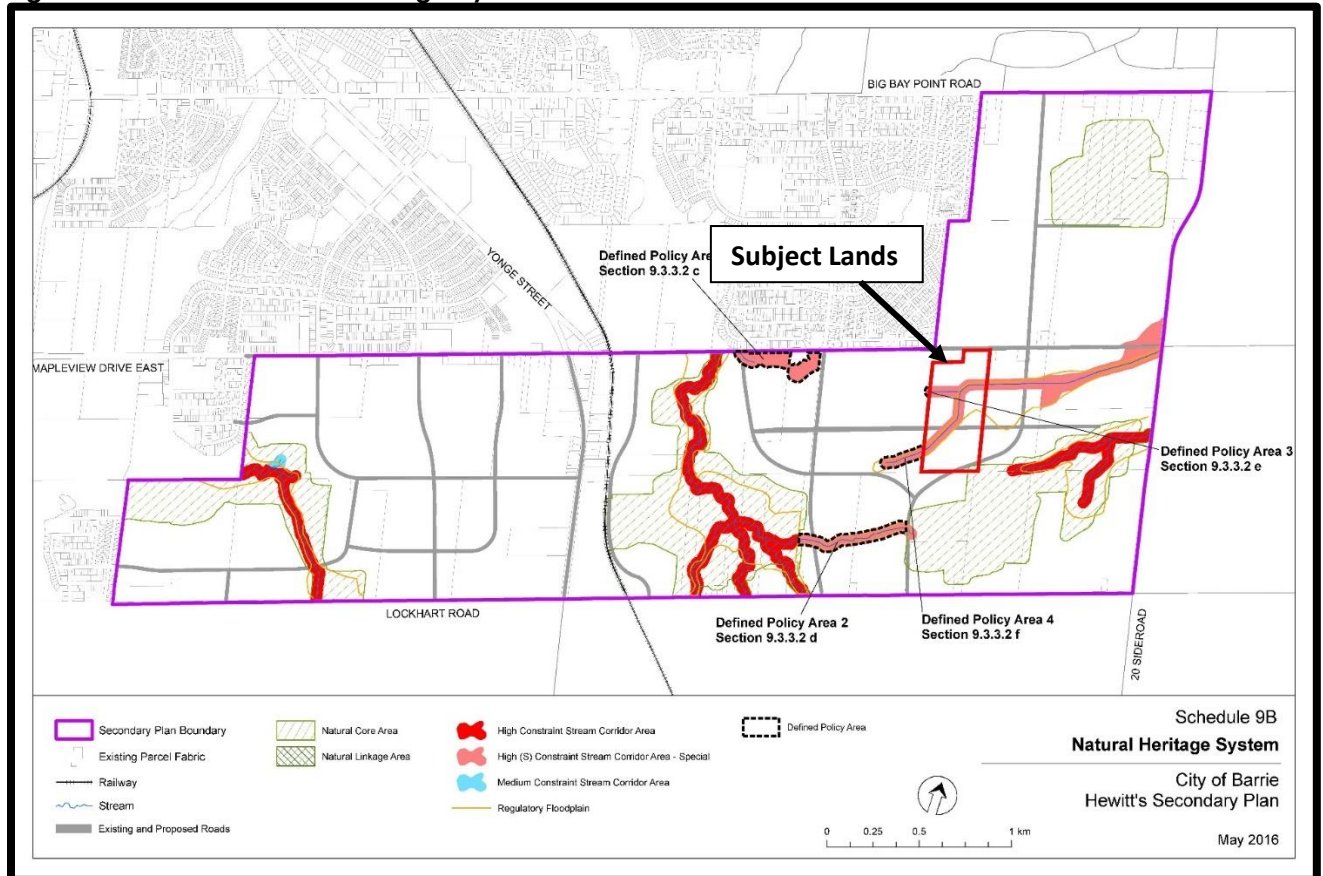 BIG BAY POINT ROAD
YONGE STREET
Defined Policy Are
Section 9.3.3.2 c
Subject Lands
MAPLEVIEW DRIVE EAST
Defined Policy Area 3
Section 9.3.3.2 e
LOCKHART ROAD
Defined Policy Area 2
Section 9.3.3.2 d
Defined Policy Area 4
Section 9.3.3.2 f
20 SIDEROAD
Secondary Plan Boundary
Existing Parcel Fabric
Railway
Stream
Existing and Proposed Roads
Natural Core Area
Natural Linkage Area
High Constraint Stream Corridor Area
High (S) Constraint Stream Corridor Area - Special
Medium Constraint Stream Corridor Area
Regulatory Floodplain
Defined Policy Area
0 0.25 0.5 1 km
Schedule 9B
Natural Heritage System
City of Barrie
Hewitt's Secondary Plan
May 2016